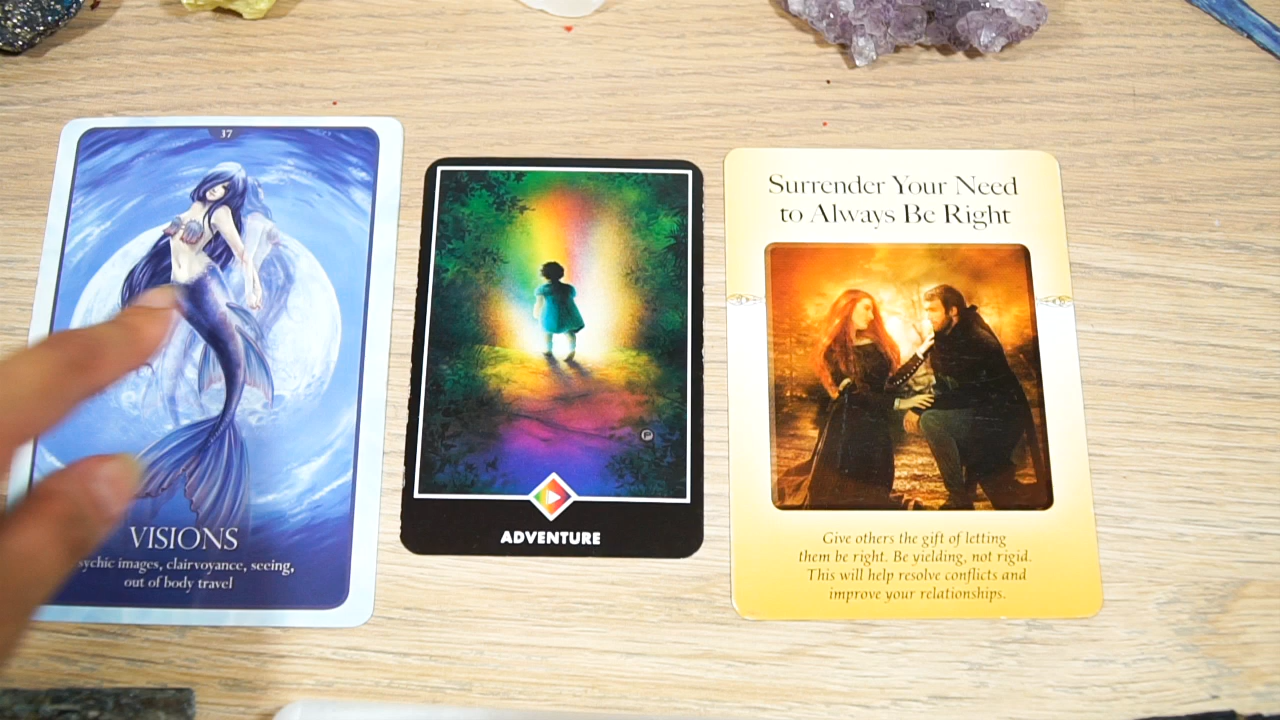 37
VISIONS
psychic images, clairvoyance, seeing,
out of body travel
ADVENTURE
Surrender Your Need
to Always Be Right
Give others the gift of letting
them be right. Be yielding, not rigid.
This will help resolve conflicts and
improve your relationships.